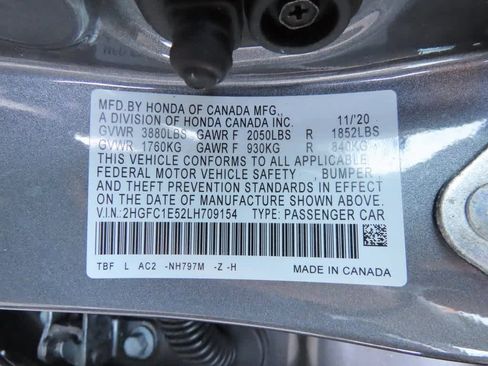 MFD.BY HONDA OF CANADA MFG.,
A DIVISION OF HONDA CANADA INC. 11/'20
GVWR 3880LBS GAWR F 2050LBS R 1852LBS
GVWR 1760KG GAWR F 930KG R 840KG
THIS VEHICLE CONFORMS TO ALL APPLICABLE
FEDERAL MOTOR VEHICLE SAFETY, BUMPER,
AND THEFT PREVENTION STANDARDS IN EFFECT
ON THE DATE OF MANUFACTURE SHOWN ABOVE.
V.I.N.:2HGFC1E52LH709154 TYPE: PASSENGER CAR
TBF L AC2 -NH797M -Z -H MADE IN CANADA